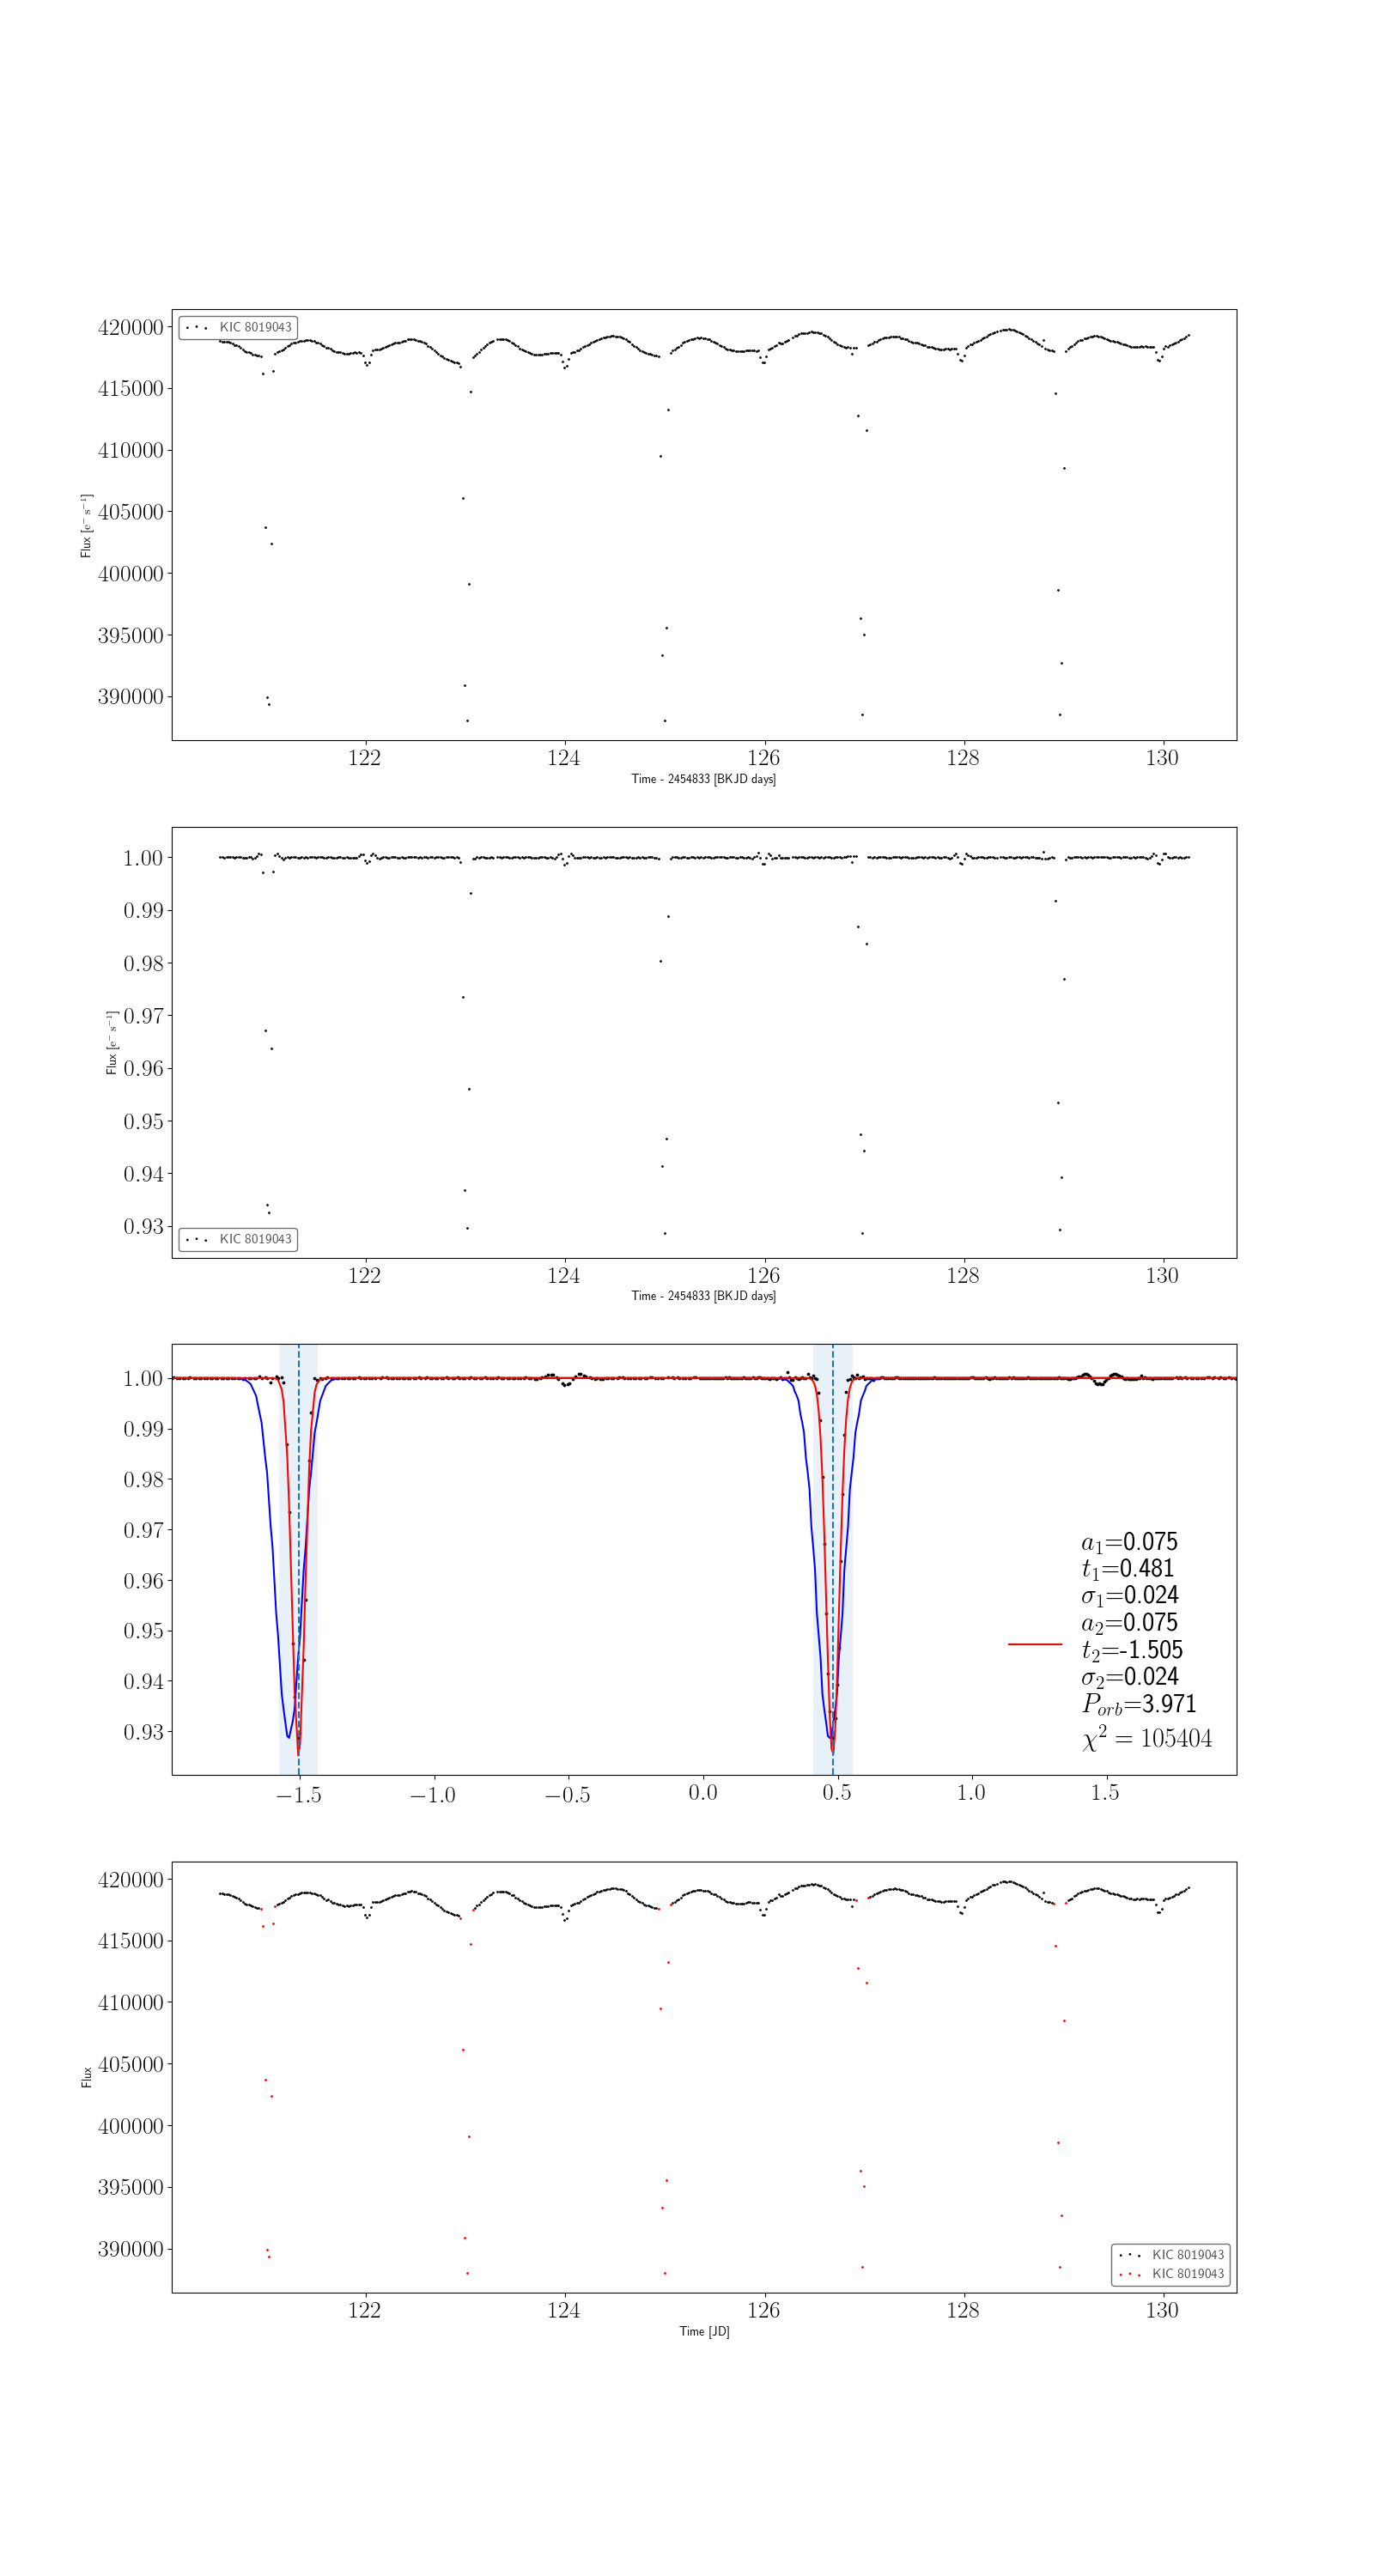 420000
415000
410000
405000
400000
395000
390000
Flux [e⁻ s⁻¹]
KIC 8019043
122 124 126 128 130
Time - 2454833 [BKJD days]
1.00
0.99
0.98
0.97
0.96
0.95
0.94
0.93
Flux [e⁻ s⁻¹]
KIC 8019043
122 124 126 128 130
Time - 2454833 [BKJD days]
1.00
0.99
0.98
0.97
0.96
0.95
0.94
0.93
a₁=0.075
t₁=0.481
σ₁=0.024
a₂=0.075
t₂=-1.505
σ₂=0.024
P_orb=3.971
χ² = 105404
−1.5 −1.0 −0.5 0.0 0.5 1.0 1.5
420000
415000
410000
405000
400000
395000
390000
Flux
KIC 8019043
KIC 8019043
122 124 126 128 130
Time [JD]